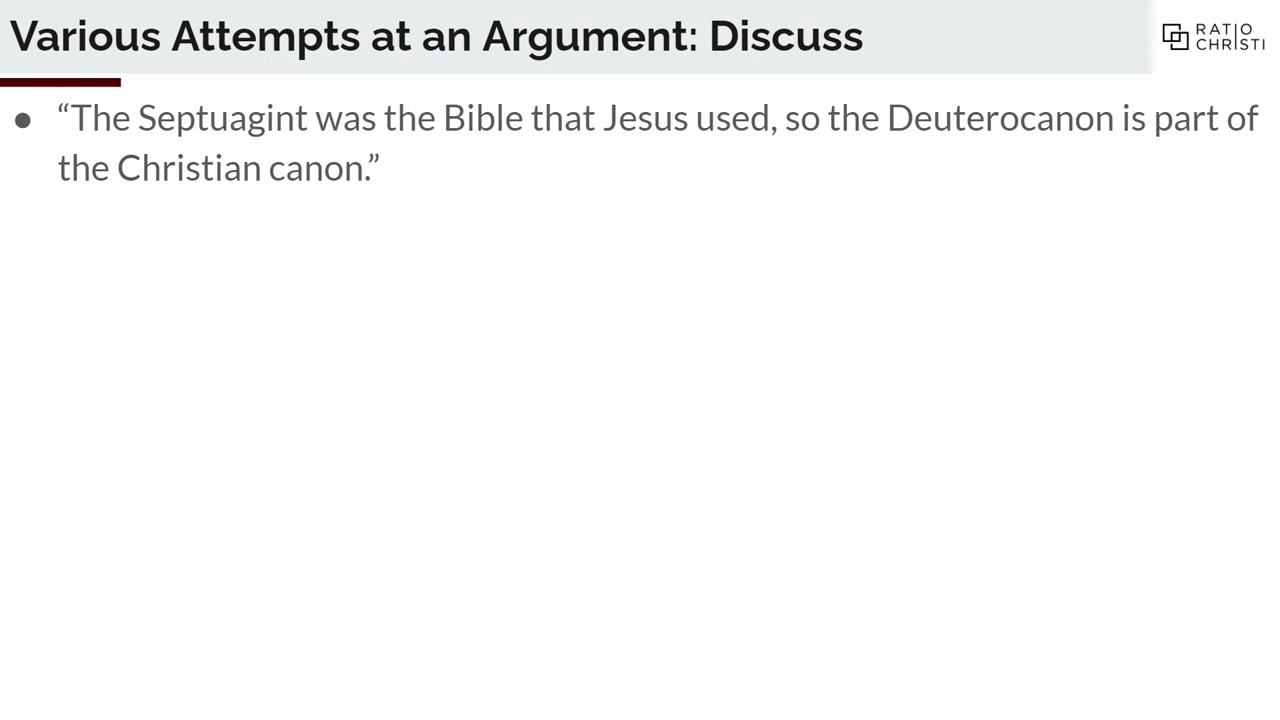 Various Attempts at an Argument: Discuss
RATIO
CHRISTI
● “The Septuagint was the Bible that Jesus used, so the Deuterocanon is part of
the Christian canon.”